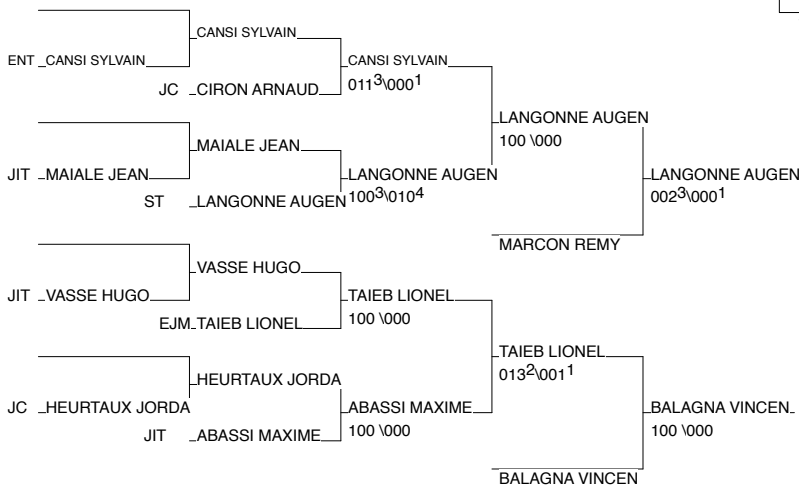 CANSI SYLVAIN
ENT CANSI SYLVAIN
CANSI SYLVAIN
011³\000¹
JC CIRON ARNAUD
LANGONNE AUGEN
100 \000
MAIALE JEAN
JIT MAIALE JEAN
LANGONNE AUGEN
100³\010⁴
LANGONNE AUGEN
002³\000¹
ST LANGONNE AUGEN
MARCON REMY
VASSE HUGO
JIT VASSE HUGO
TAIEB LIONEL
100 \000
EJM TAIEB LIONEL
TAIEB LIONEL
013²\001¹
HEURTAUX JORDA
JC HEURTAUX JORDA
ABASSI MAXIME
100 \000
BALAGNA VINCEN
100 \000
JIT ABASSI MAXIME
BALAGNA VINCEN